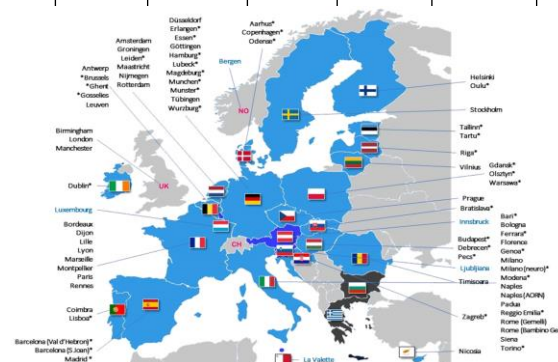 Düsseldorf
Erlangen*
Essen*
Göttingen
Hamburg*
Lubeck*
Magdeburg*
Munchen*
Munster*
Tübingen
Wurzburg*
Aarhus*
Copenhagen*
Odense*
Bergen
Amsterdam
Groningen
Leiden*
Maastricht
Nijmegen
Rotterdam
Antwerp
*Brussels
*Ghent
*Gosselies
Leuven
NO
Helsinki
Oulu*
Stockholm
Tallinn*
Tartu*
Riga*
Vilnius
Gdansk*
Olsztyn*
Warsawa*
Birmingham
London
Manchester
Dublin*
UK
Luxembourg
Bordeaux
Dijon
Lille
Lyon
Marseille
Montpellier
Paris
Rennes
CH
Prague
Bratislava*
Innsbruck
Budapest*
Debrecen*
Pecs*
Ljubljana
Timisoara
Zagreb*
Bari*
Bologna
Ferrara*
Florence
Genoa*
Milano
Milano(neuro)*
Modena*
Naples
Naples(AORN)
Padua
Reggio Emilia*
Rome (Gemelli)
Rome (Bambino Ge
Siena
Torino*
Coimbra
Lisboa*
Barcelona (Val d'Hebron)*
Barcelona (S.Joan)*
Madrid*
La Valette
Nicosia